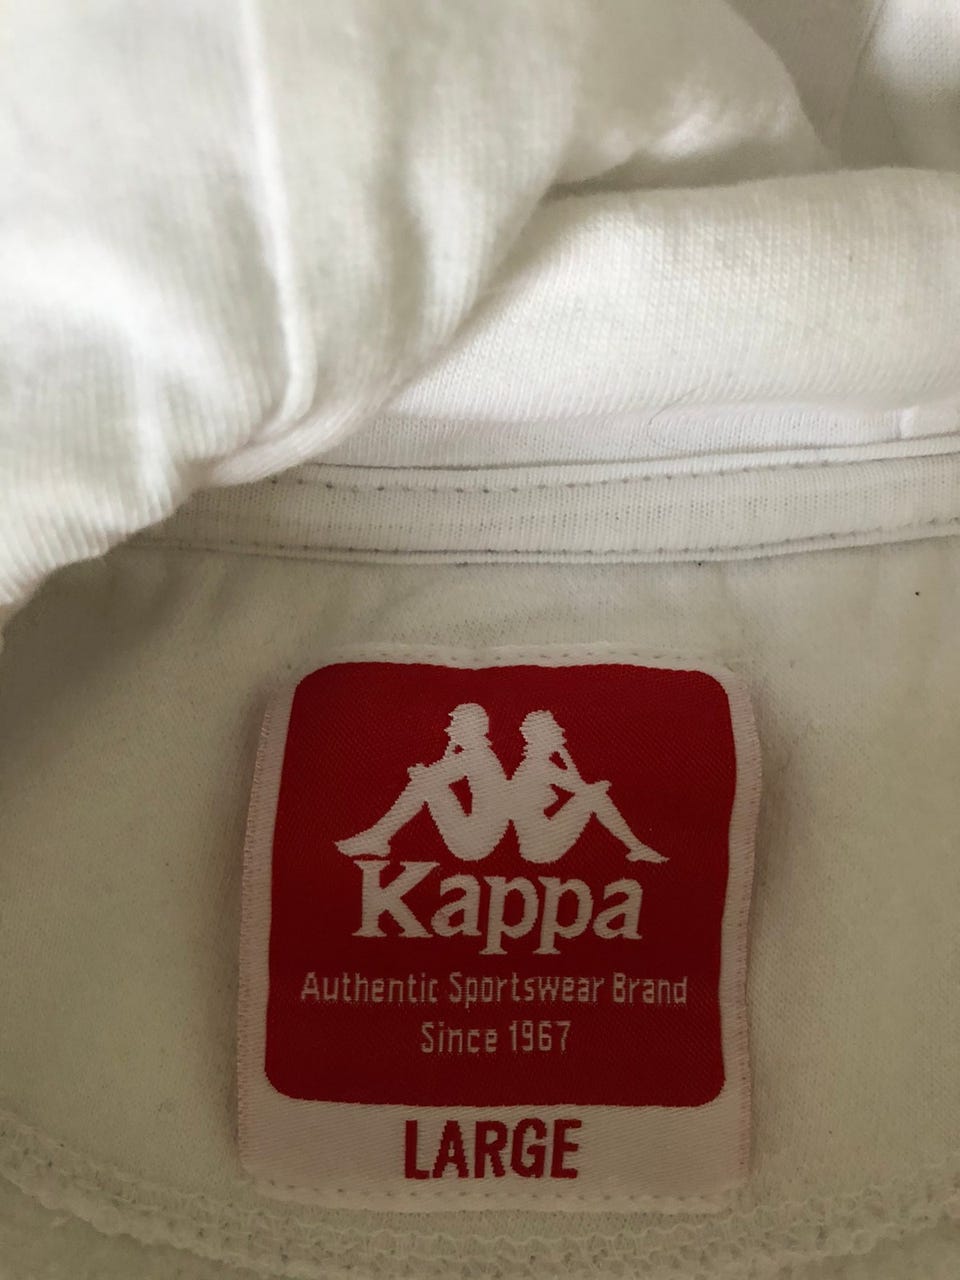 Kappa
Authentic Sportswear Brand
Since 1967
LARGE